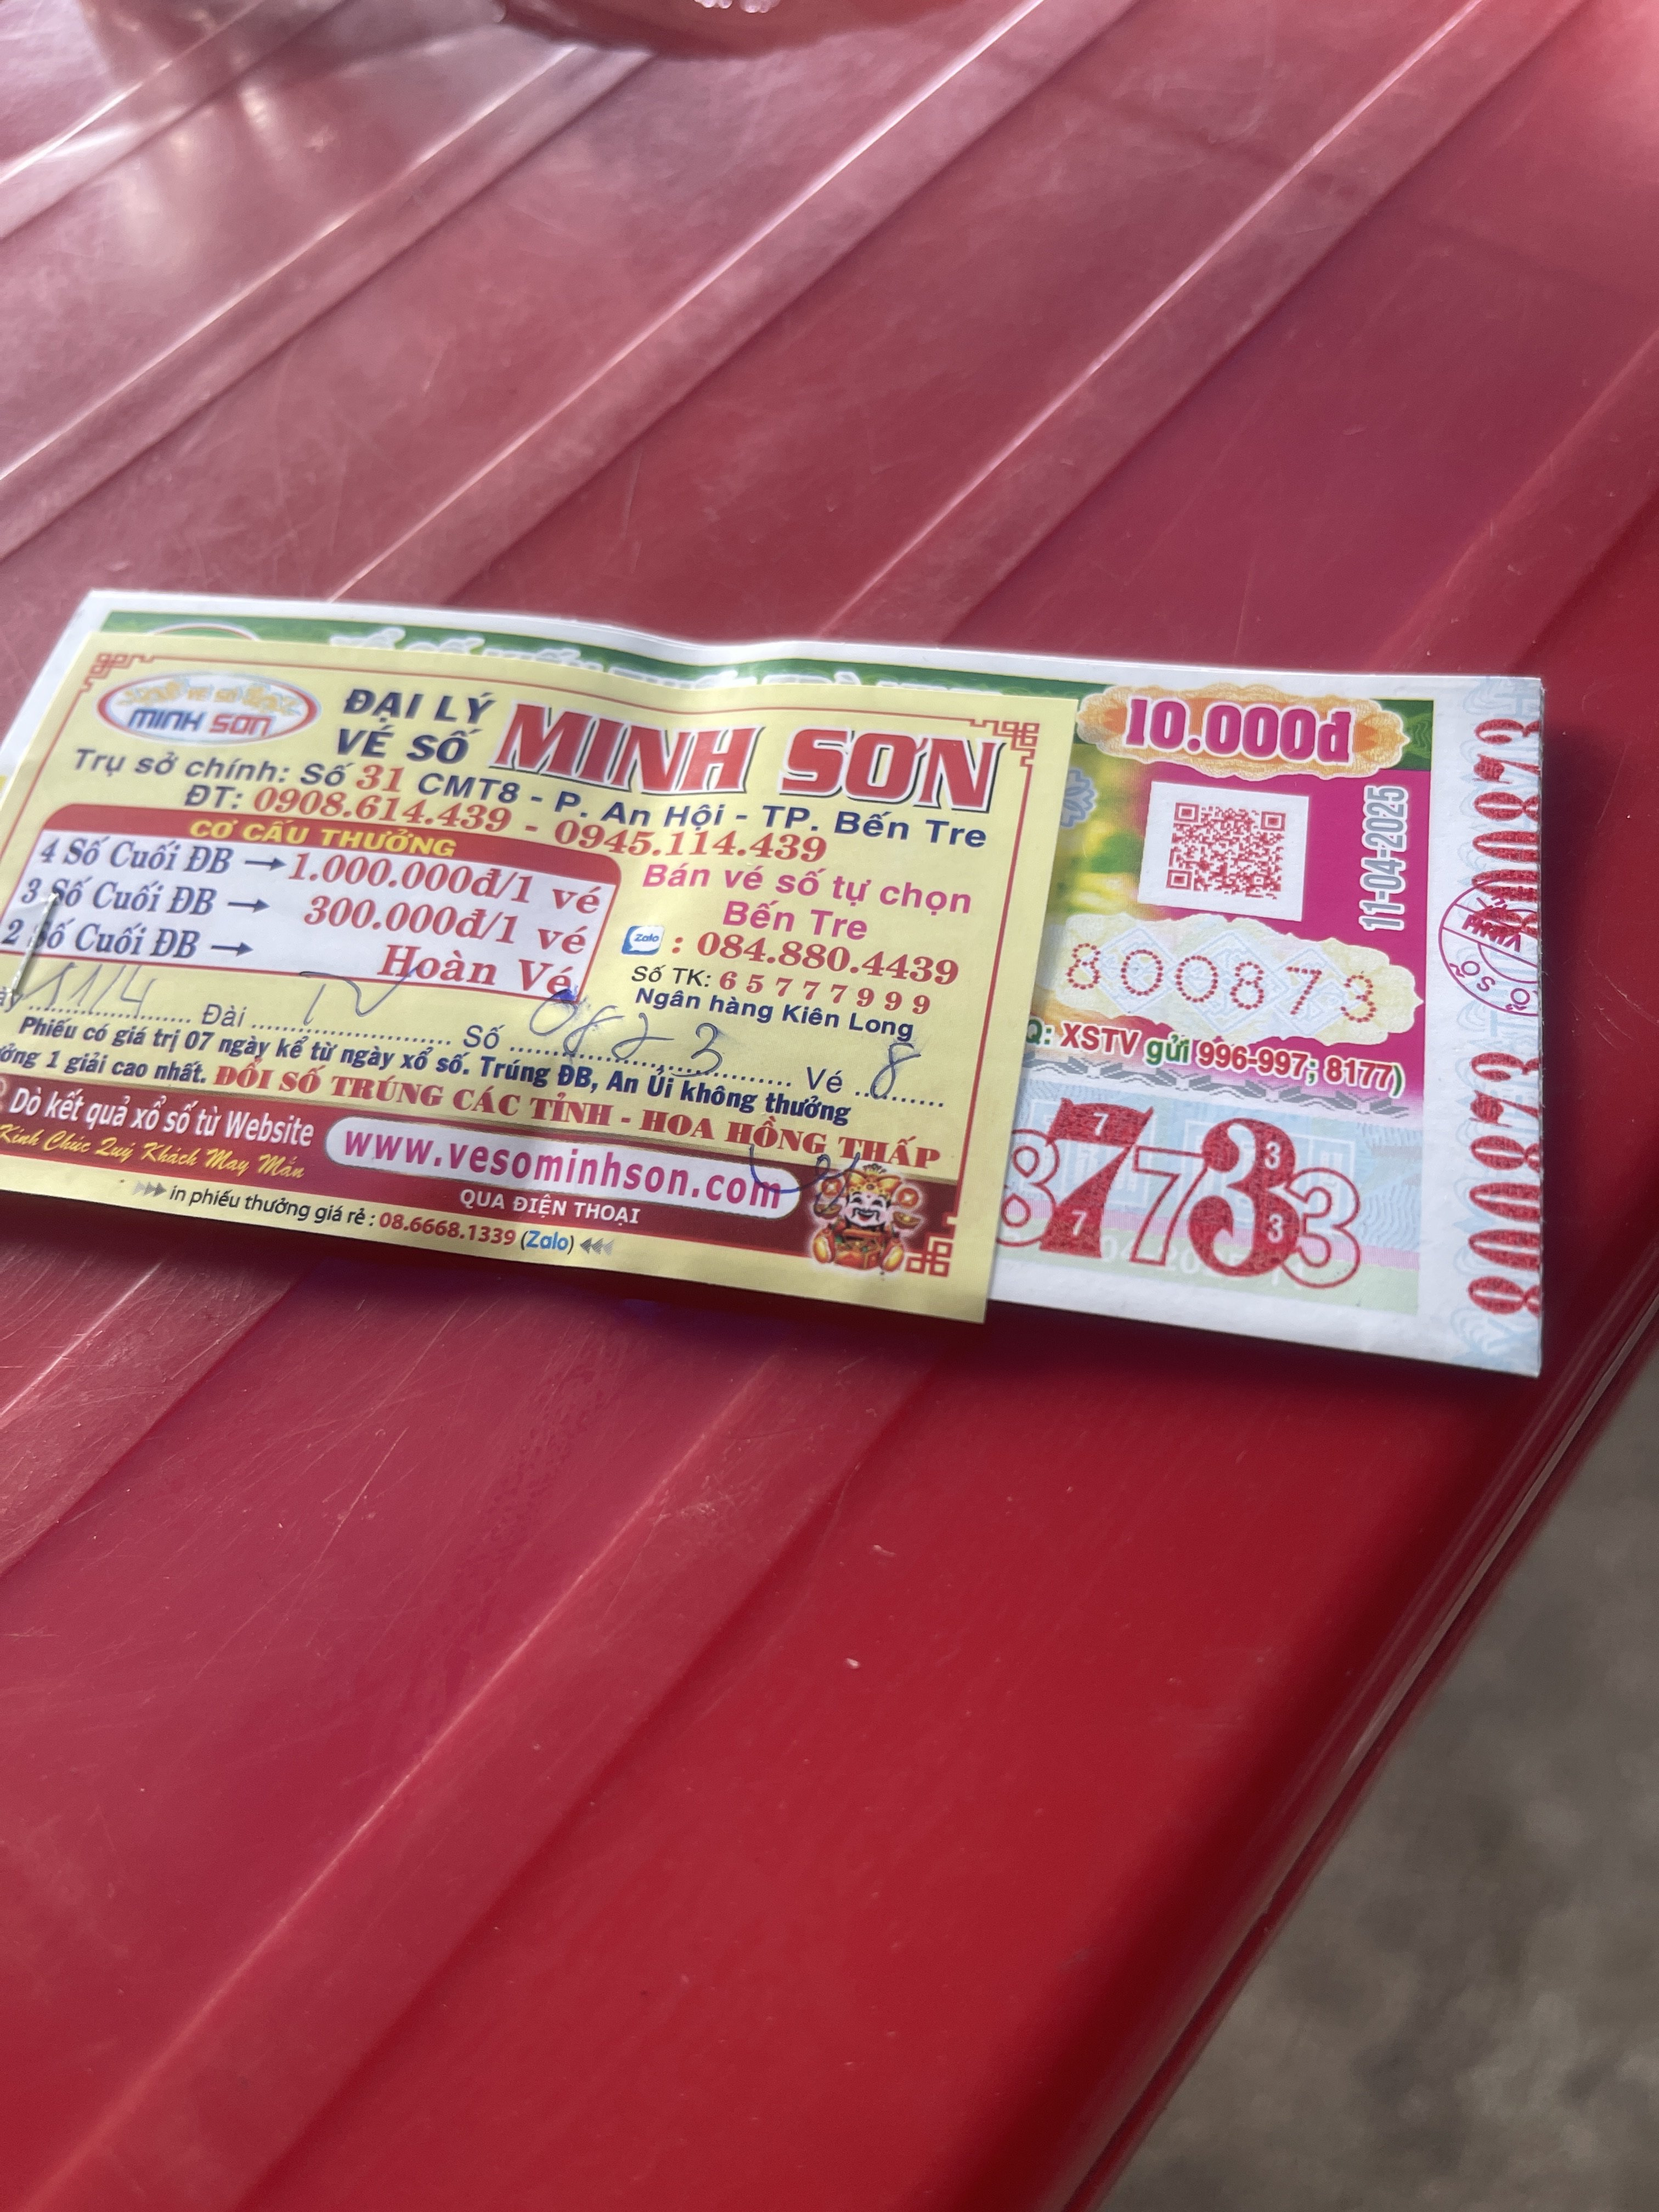 MINH SƠN
ĐẠI LÝ
VÉ SỐ
MINH SƠN
Trụ sở chính: Số 31 CMT8 - P. An Hội - TP. Bến Tre
ĐT: 0908.614.439 - 0945.114.439
CƠ CẤU THƯỞNG
4 Số Cuối ĐB → 1.000.000đ/1 vé
3 Số Cuối ĐB → 300.000đ/1 vé
2 Số Cuối ĐB → Hoàn Vé
Bán vé số tự chọn
Bến Tre
Zalo : 084.880.4439
Số TK: 65777999
Ngân hàng Kiên Long
11/4 Đài TV Số 0873 Vé 8
Phiếu có giá trị 07 ngày kể từ ngày xổ số. Trúng ĐB, An Ủi không thưởng
1 giải cao nhất. ĐỔI SỐ TRÚNG CÁC TỈNH - HOA HỒNG THẤP
Dò kết quả xổ số từ Website
Kính Chúc Quý Khách May Mắn
www.vesominhson.com
QUA ĐIỆN THOẠI
in phiếu thưởng giá rẻ : 08.6668.1339 (Zalo)
10.000đ
11-04-2025
800873
Q: XSTV gửi 996-997; 8177)
87733
800873
800873